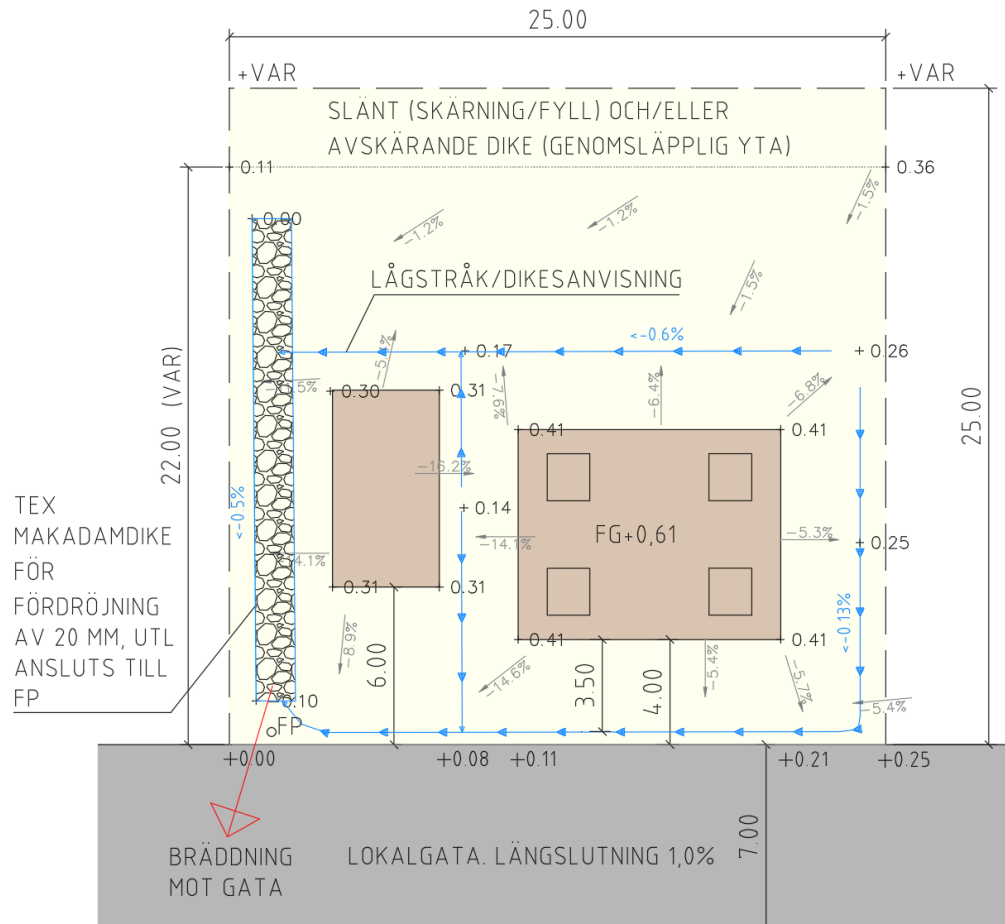 25.00
+VAR
+VAR
SLÄNT (SKÄRNING/FYLL) OCH/ELLER
AVSKÄRANDE DIKE (GENOMSLÄPPLIG YTA)
0.11
+ 0.36
-1.5%
-1.2%
-1.2%
LÅGSTRÅK/DIKESANVISNING
-1.5%
<-0.6%
+ 0.17
+ 0.26
22.00 (VAR)
25.00
0.30
0.31
-7.6%
-6.4%
-6.8%
0.41
0.41
-16.2%
<-0.5%
+ 0.14
-14.1%
FG+0,61
-5.3%
+ 0.25
TEX
MAKADAMDIKE
FÖR
FÖRDRÖJNING
AV 20 MM, UTL
ANSLUTS TILL
FP
0.31
0.31
<-0.13%
-8.9%
6.00
0.41
0.41
-14.6%
3.50
4.00
-5.4%
-5.7%
-5.4%
0.10
FP
+0.00
+0.08
+0.11
+0.21
+0.25
BRÄDDNING
MOT GATA
LOKALGATA. LÄNGSLUTNING 1,0%
7.00